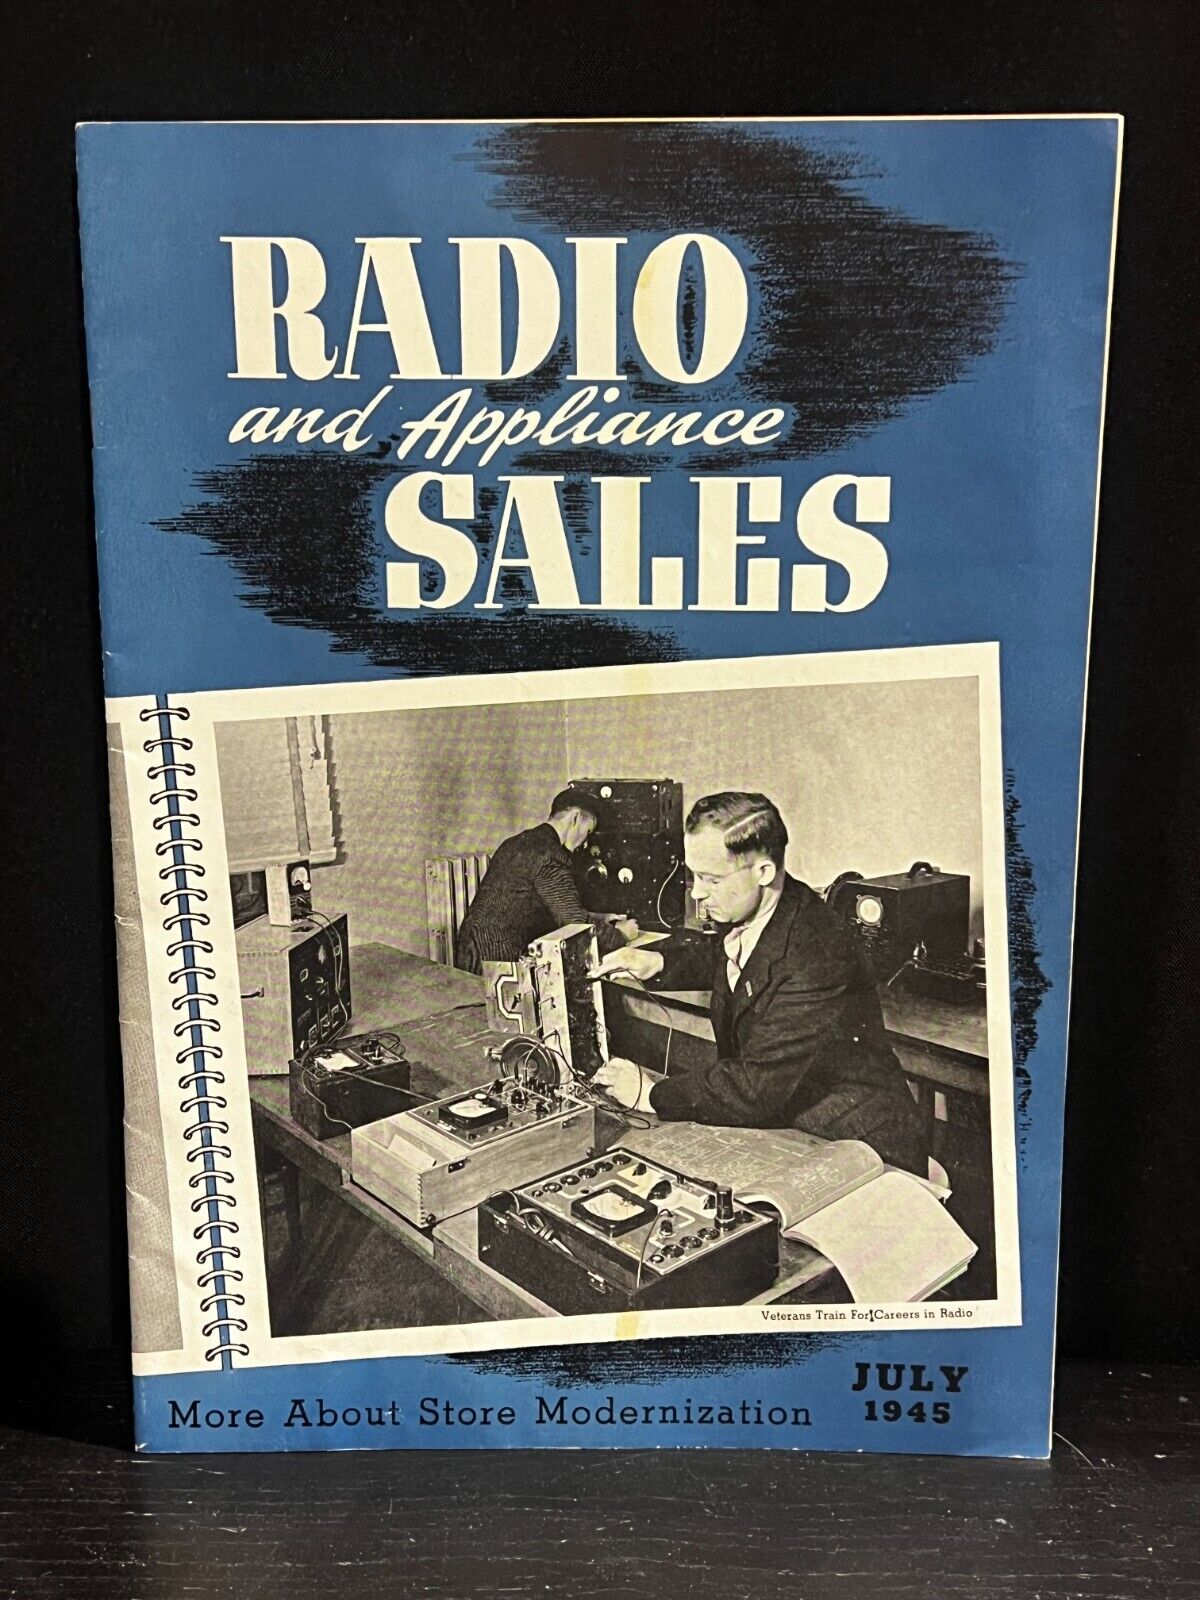 RADIO
and Appliance
SALES
Veterans Train For Careers in Radio
JULY
1945
More About Store Modernization